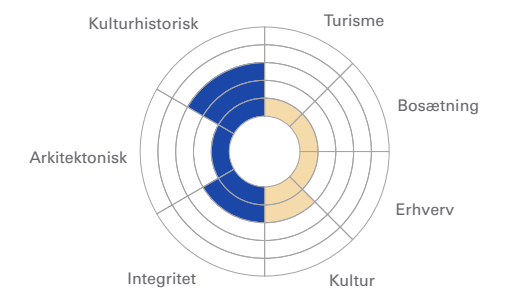 Kulturhistorisk
Turisme
Bosætning
Arkitektonisk
Erhverv
Integritet
Kultur